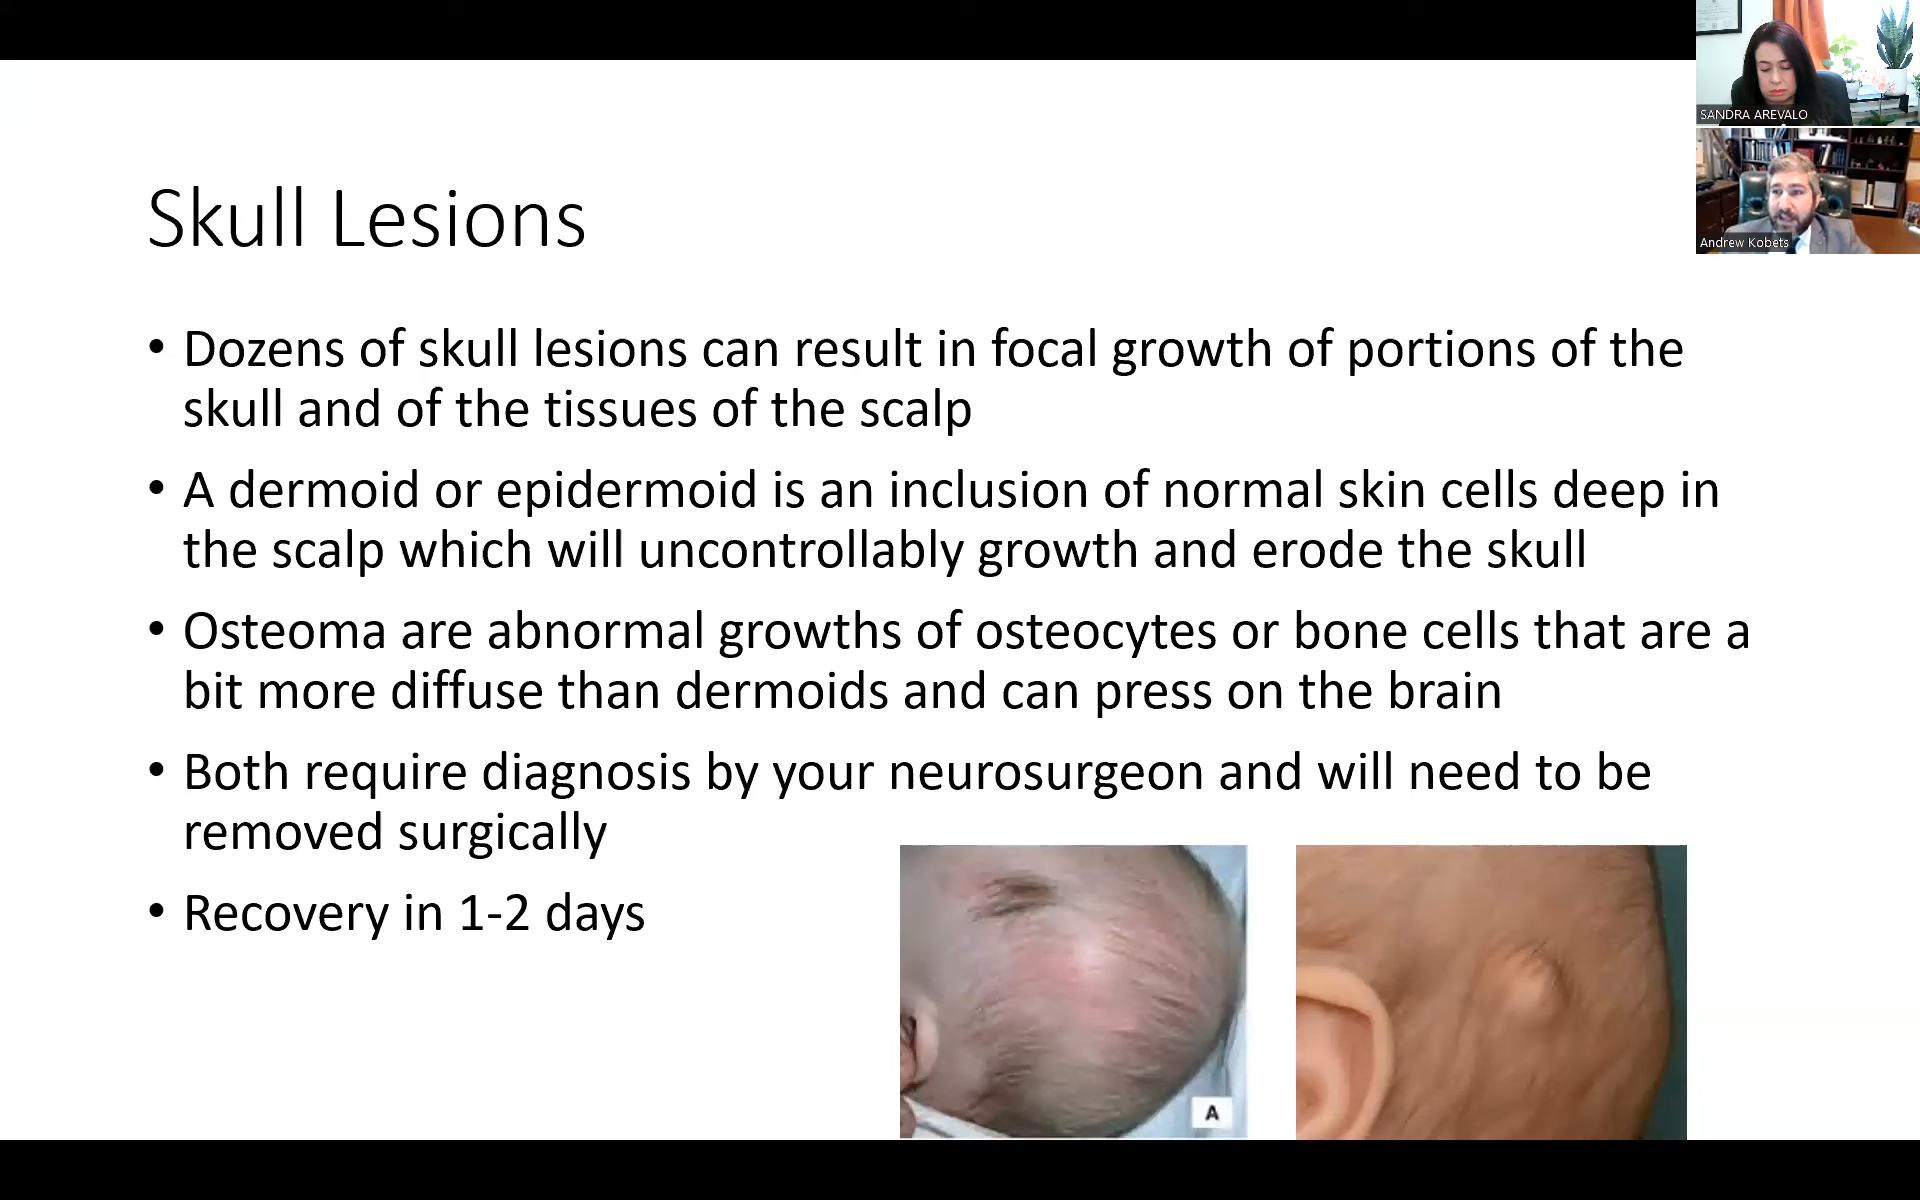 SANDRA AREVALO
Andrew Kobets
Skull Lesions
• Dozens of skull lesions can result in focal growth of portions of the
skull and of the tissues of the scalp
• A dermoid or epidermoid is an inclusion of normal skin cells deep in
the scalp which will uncontrollably growth and erode the skull
• Osteoma are abnormal growths of osteocytes or bone cells that are a
bit more diffuse than dermoids and can press on the brain
• Both require diagnosis by your neurosurgeon and will need to be
removed surgically
• Recovery in 1-2 days
A